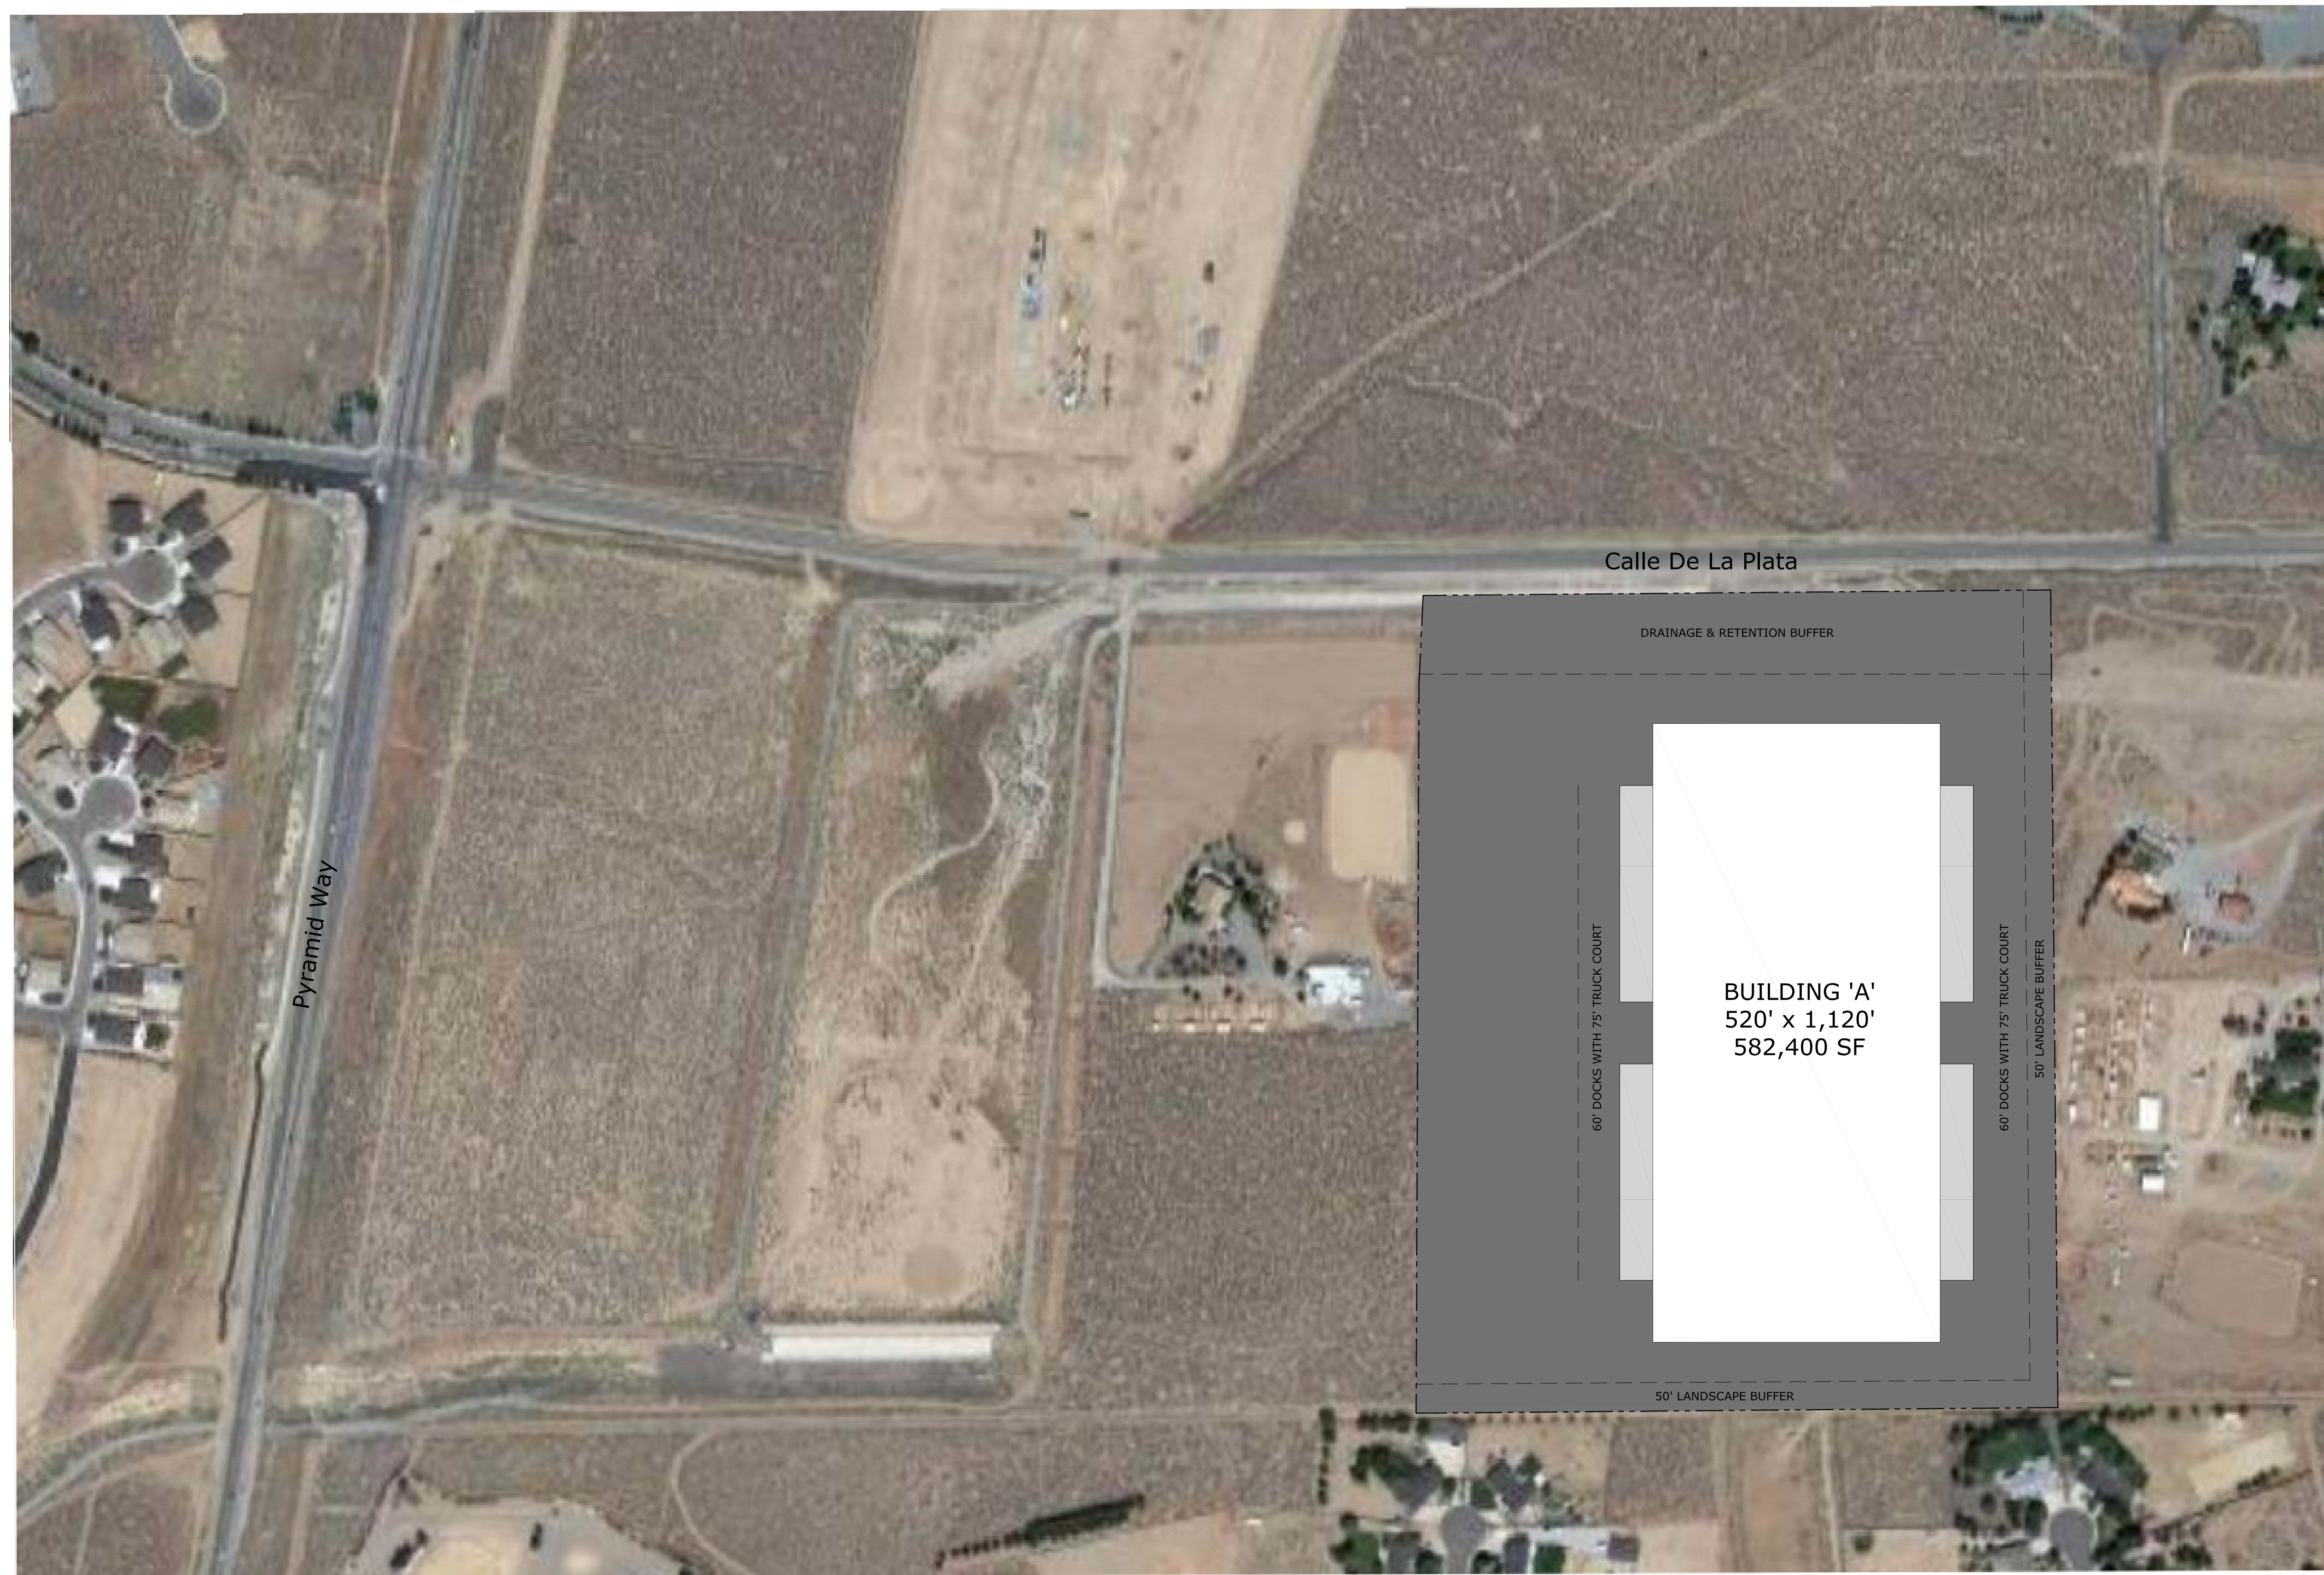 Calle De La Plata
DRAINAGE & RETENTION BUFFER
Pyramid Way
60' DOCKS WITH 75' TRUCK COURT
BUILDING 'A'
520' x 1,120'
582,400 SF
60' DOCKS WITH 75' TRUCK COURT
50' LANDSCAPE BUFFER
50' LANDSCAPE BUFFER